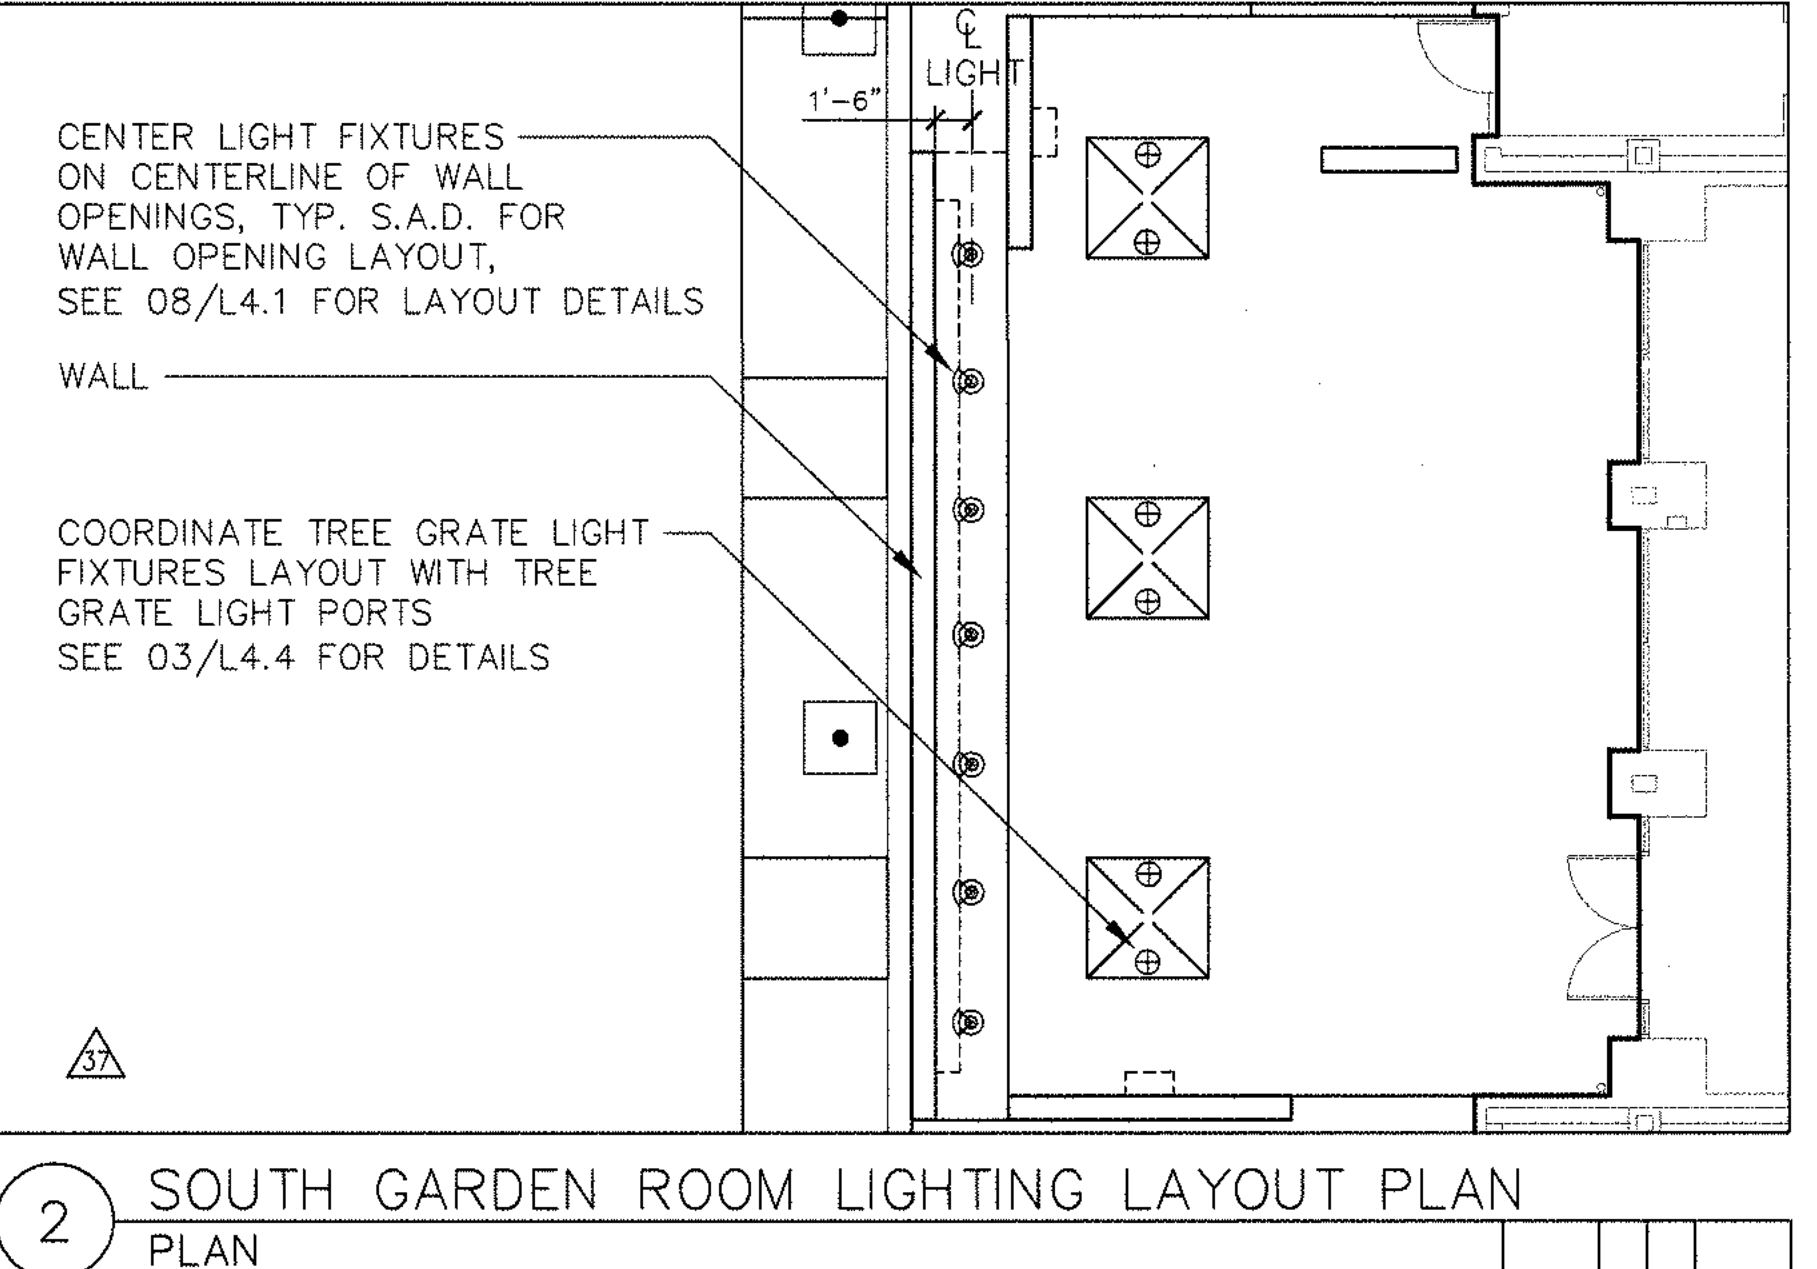 ℄
LIGHT
1'-6"
CENTER LIGHT FIXTURES
ON CENTERLINE OF WALL
OPENINGS, TYP. S.A.D. FOR
WALL OPENING LAYOUT,
SEE 08/L4.1 FOR LAYOUT DETAILS
WALL
COORDINATE TREE GRATE LIGHT
FIXTURES LAYOUT WITH TREE
GRATE LIGHT PORTS
SEE 03/L4.4 FOR DETAILS
37
2
SOUTH GARDEN ROOM LIGHTING LAYOUT PLAN
PLAN